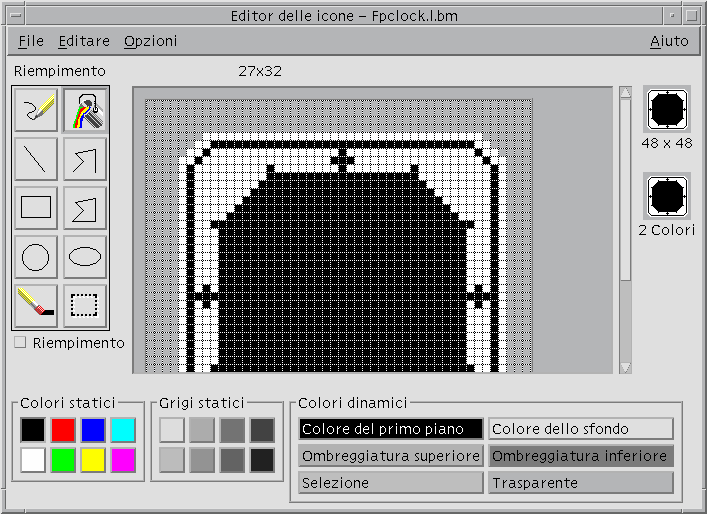 Editor delle icone – Fpclock.l.bm
File Editare Opzioni Aiuto
Riempimento 27x32
48 x 48
2 Colori
Riempimento
Colori statici Grigi statici Colori dinamici
Colore del primo piano Colore dello sfondo
Ombreggiatura superiore Ombreggiatura inferiore
Selezione Trasparente